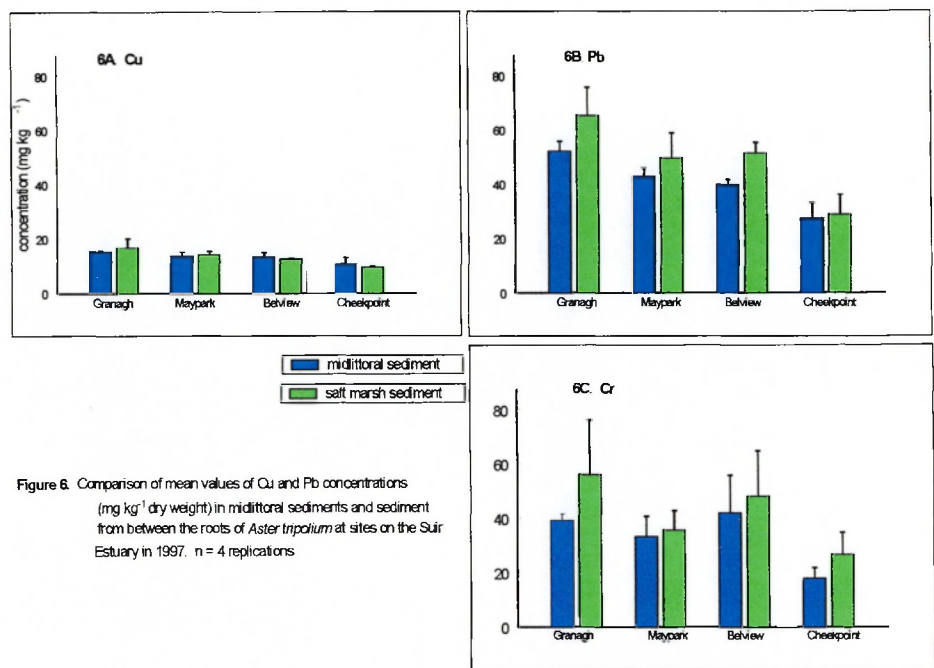 6A. Cu
concentration (mg kg -1 )
80
60
40
20
0
Granagh Maypark Belview Cheekpoint
6B. Pb
80
60
40
20
0
Granagh Maypark Belview Cheekpoint
midlittoral sediment
salt marsh sediment
6C. Cr
80
60
40
20
0
Granagh Maypark Belview Cheekpoint
Figure 6. Comparison of mean values of Cu and Pb concentrations
(mg kg-1 dry weight) in midlittoral sediments and sediment
from between the roots of Aster tripolium at sites on the Suir
Estuary in 1997. n = 4 replications